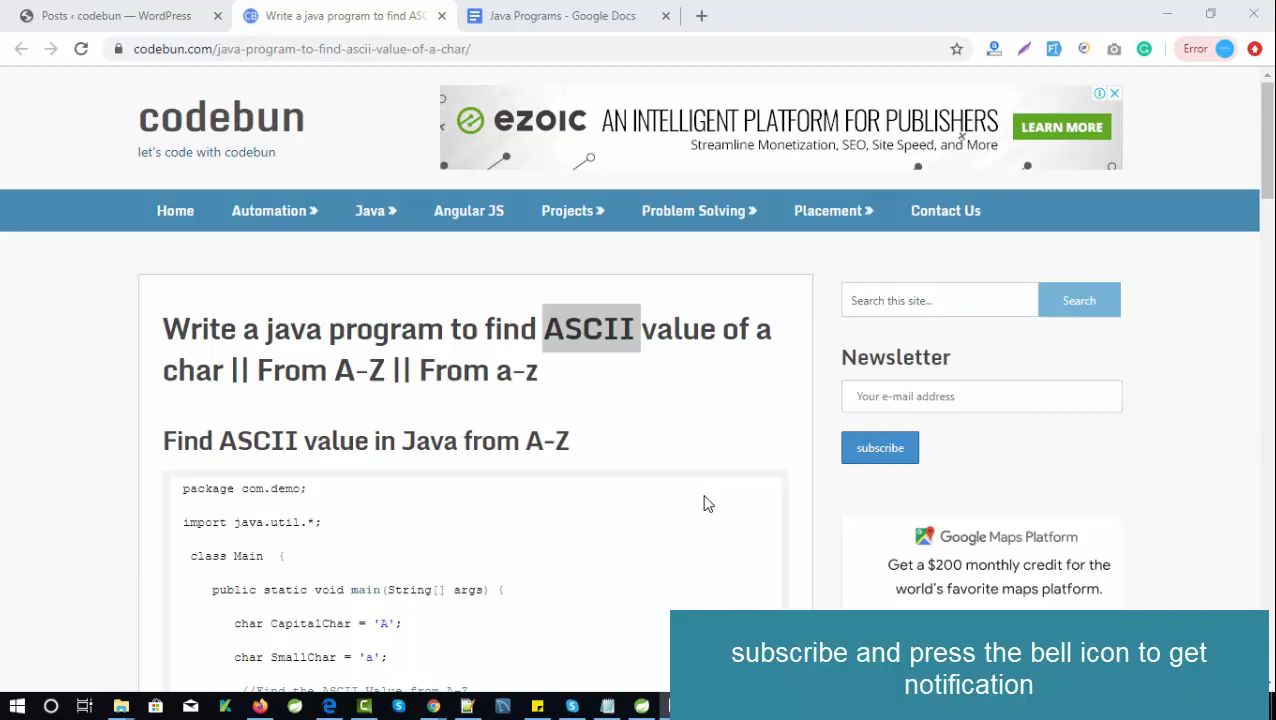 Posts ‹ codebun — WordPress
Write a java program to find ASC
Java Programs - Google Docs
codebun.com/java-program-to-find-ascii-value-of-a-char/
Error
codebun
let's code with codebun
ezoic AN INTELLIGENT PLATFORM FOR PUBLISHERS
Streamline Monetization, SEO, Site Speed, and More
LEARN MORE
Home Automation » Java » Angular JS Projects » Problem Solving » Placement » Contact Us
Write a java program to find ASCII value of a
char || From A-Z || From a-z
Search this site...
Search
Newsletter
Your e-mail address
subscribe
Find ASCII value in Java from A-Z
package com.demo;
import java.util.*;
class Main {
public static void main(String[] args) {
char CapitalChar = 'A';
char SmallChar = 'a';
//Find the ASCII Value from A-Z
Google Maps Platform
Get a $200 monthly credit for the
world's favorite maps platform.
subscribe and press the bell icon to get
notification